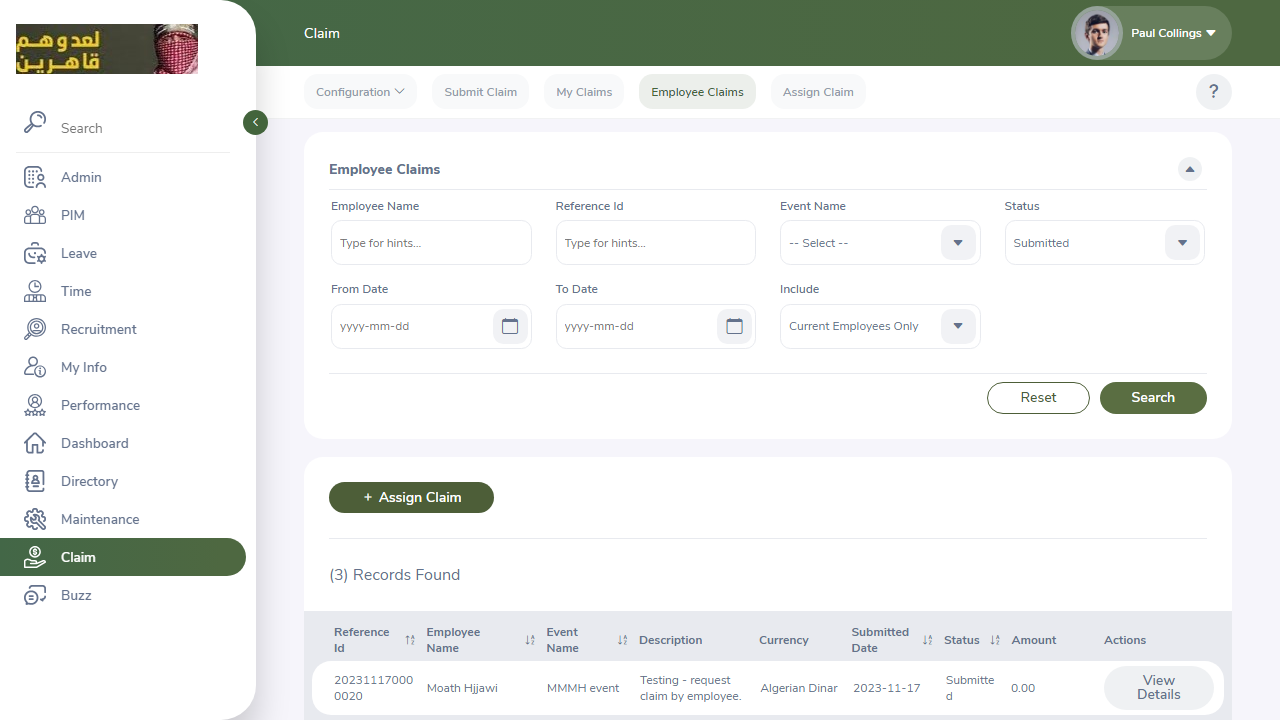 لعدوهم
قاهرين
Search
Admin
PIM
Leave
Time
Recruitment
My Info
Performance
Dashboard
Directory
Maintenance
Claim
Buzz
Claim
Paul Collings
Configuration
Submit Claim
My Claims
Employee Claims
Assign Claim
?
Employee Claims
Employee Name
Reference Id
Event Name
Status
Type for hints...
Type for hints...
-- Select --
Submitted
From Date
To Date
Include
yyyy-mm-dd
yyyy-mm-dd
Current Employees Only
Reset
Search
+ Assign Claim
(3) Records Found
Reference
Id
Employee
Name
Event
Name
Description
Currency
Submitted
Date
Status
Amount
Actions
20231117000
0020
Moath Hjjawi
MMMH event
Testing - request
claim by employee.
Algerian Dinar
2023-11-17
Submitte
d
0.00
View
Details